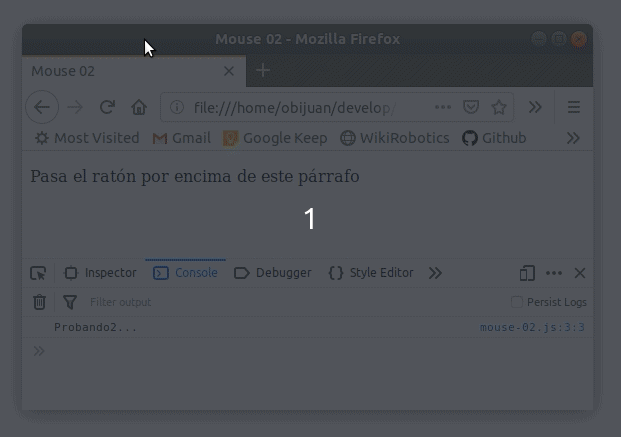 Mouse 02 - Mozilla Firefox
Mouse 02
file:///home/obijuan/develop/
Most Visited Gmail Google Keep WikiRobotics Github
Pasa el ratón por encima de este párrafo
1
Inspector Console Debugger Style Editor
Filter output Persist Logs
Probando2... mouse-02.js:3:3